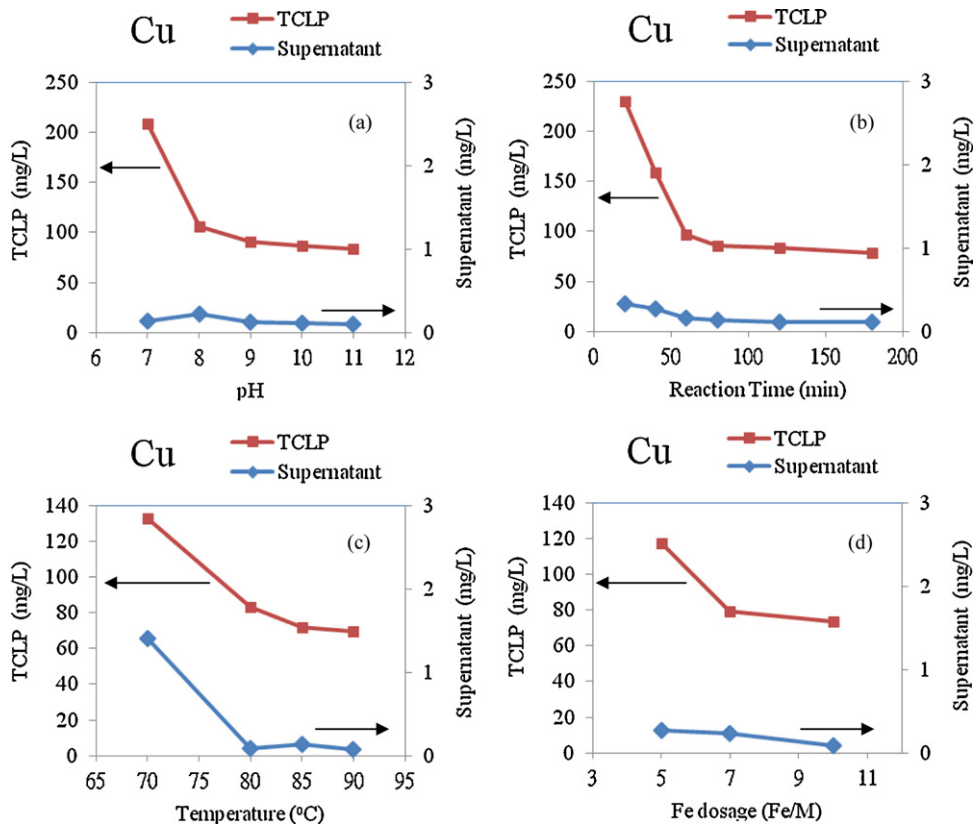 Cu
TCLP
Supernatant
250
200
150
100
50
0
3
2
1
0
TCLP (mg/L)
Supernatant (mg/L)
(a)
6 7 8 9 10 11 12
pH
Cu
TCLP
Supernatant
250
200
150
100
50
0
3
2
1
0
TCLP (mg/L)
Supernatant (mg/L)
(b)
0 50 100 150 200
Reaction Time (min)
Cu
TCLP
Supernatant
140
120
100
80
60
40
20
0
3
2
1
0
TCLP (mg/L)
Supernatant (mg/L)
(c)
65 70 75 80 85 90 95
Temperature (ºC)
Cu
TCLP
Supernatant
140
120
100
80
60
40
20
0
3
2
1
0
TCLP (mg/L)
Supernatant (mg/L)
(d)
3 5 7 9 11
Fe dosage (Fe/M)